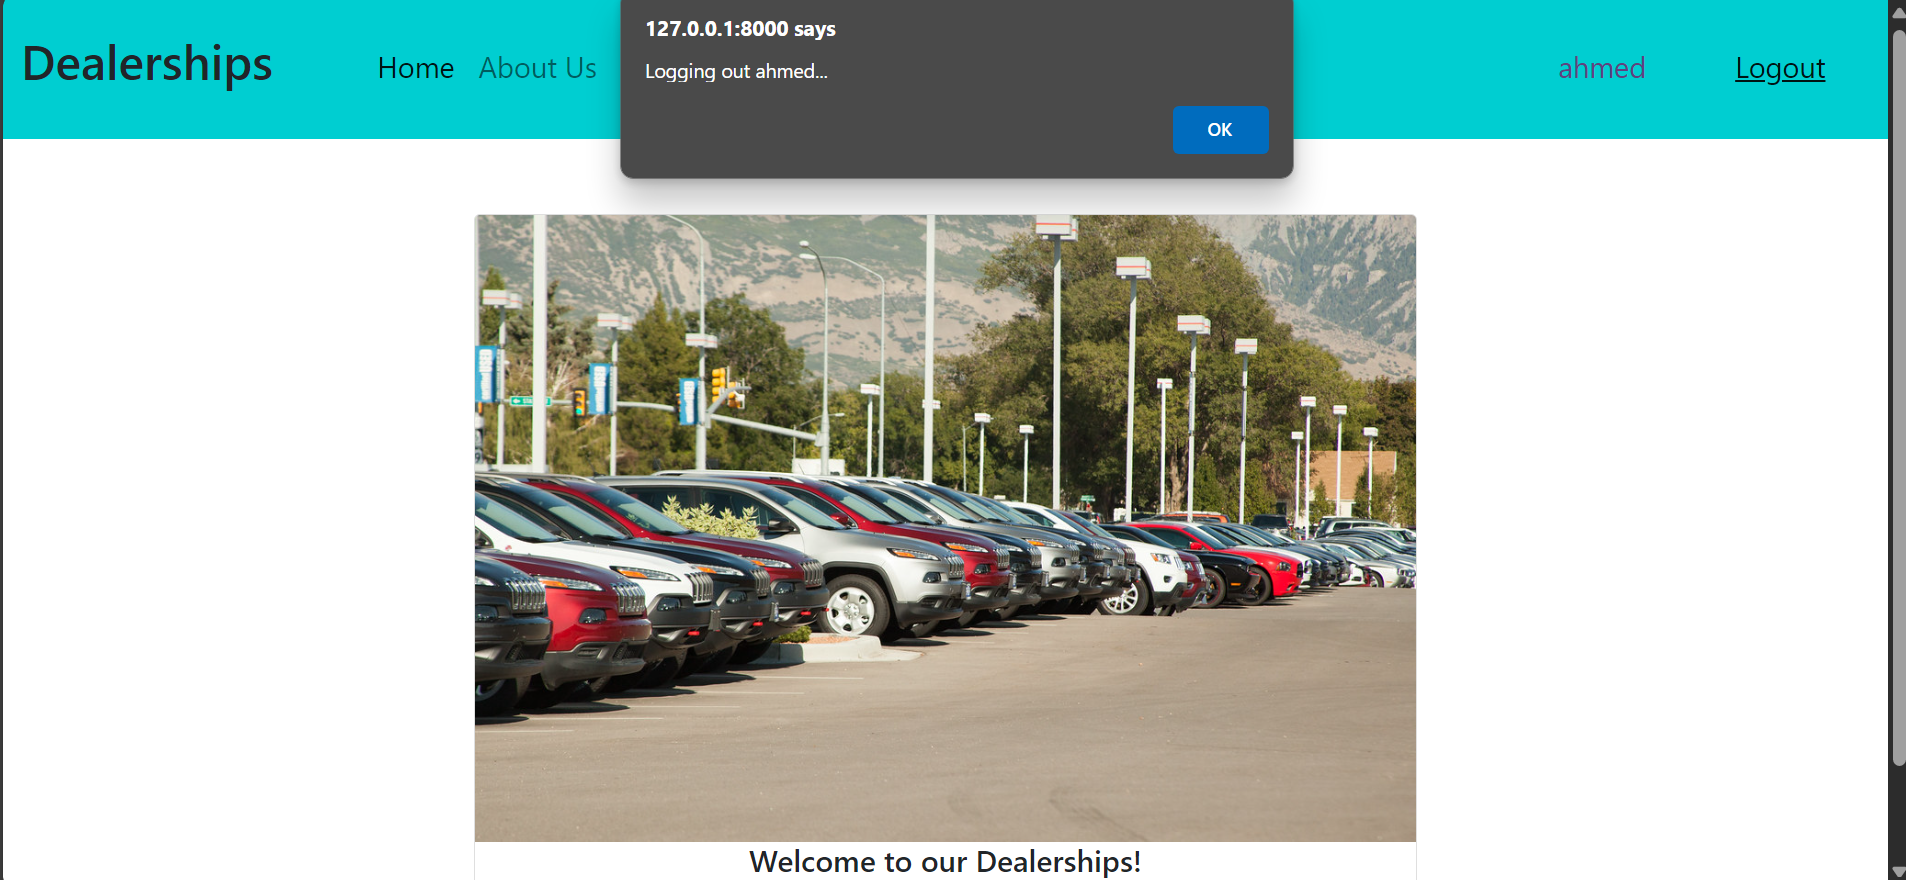 127.0.0.1:8000 says
Logging out ahmed...
OK
Dealerships
Home
About Us
ahmed
Logout
Welcome to our Dealerships!